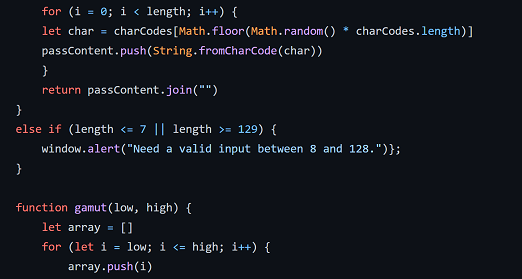 for (i = 0; i < length; i++) {
let char = charCodes[Math.floor(Math.random() * charCodes.length)]
passContent.push(String.fromCharCode(char))
}
return passContent.join("")
}
else if (length <= 7 || length >= 129) {
window.alert("Need a valid input between 8 and 128.")};
}
function gamut(low, high) {
let array = []
for (let i = low; i <= high; i++) {
array.push(i)